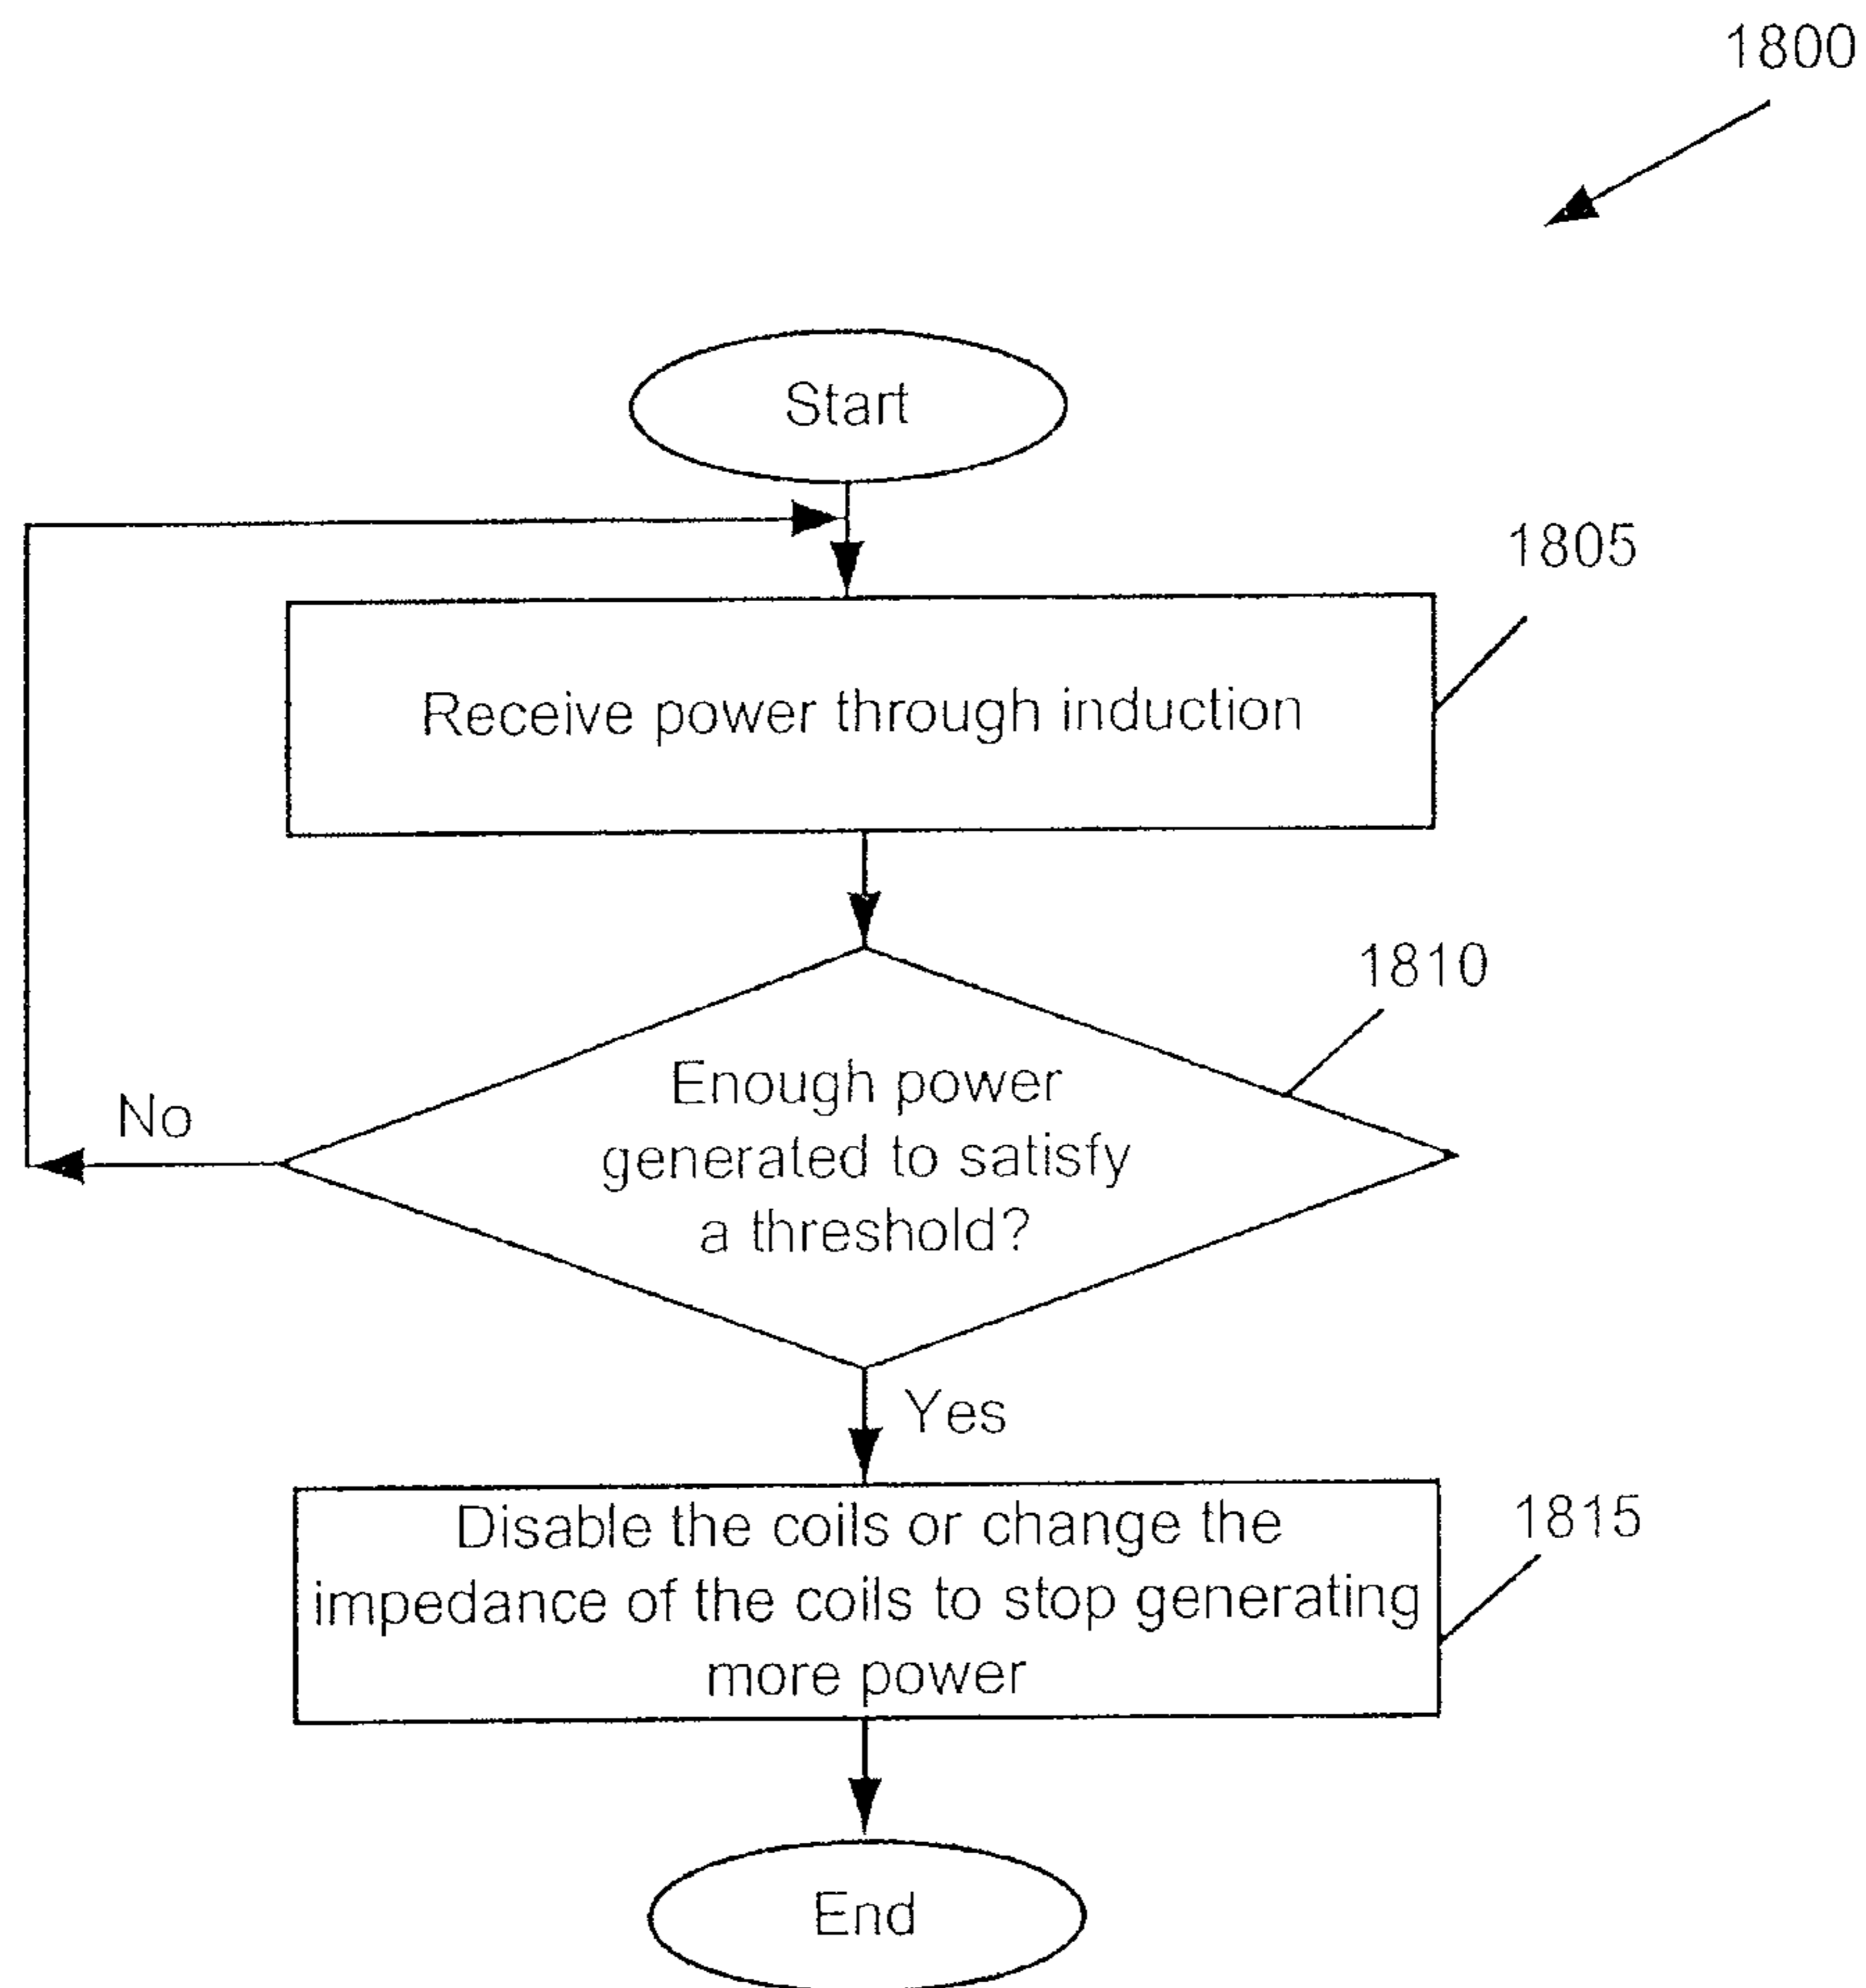 1800
Start
1805
Receive power through induction
1810
Enough power
generated to satisfy
a threshold?
No
Yes
1815
Disable the coils or change the
impedance of the coils to stop generating
more power
End